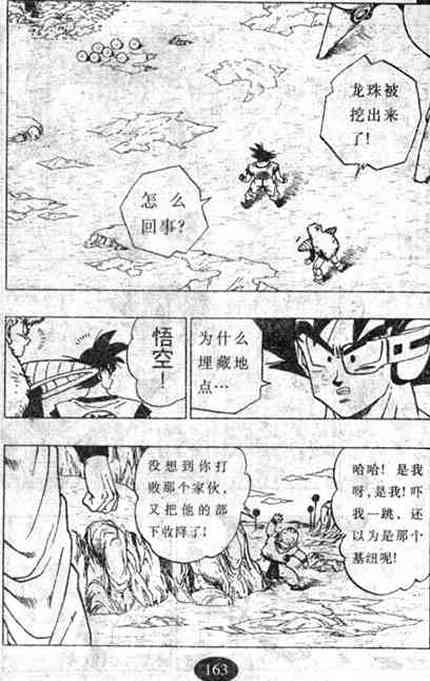 龙珠被
挖出来
了!
怎么
回事?
为什么
埋藏地
点…
悟空!
哈哈! 是我
呀,是我! 吓
我一跳, 还
以为是那个
基纽呢!
没想到你打
败那个家伙,
又把他的部
下收降了!
163